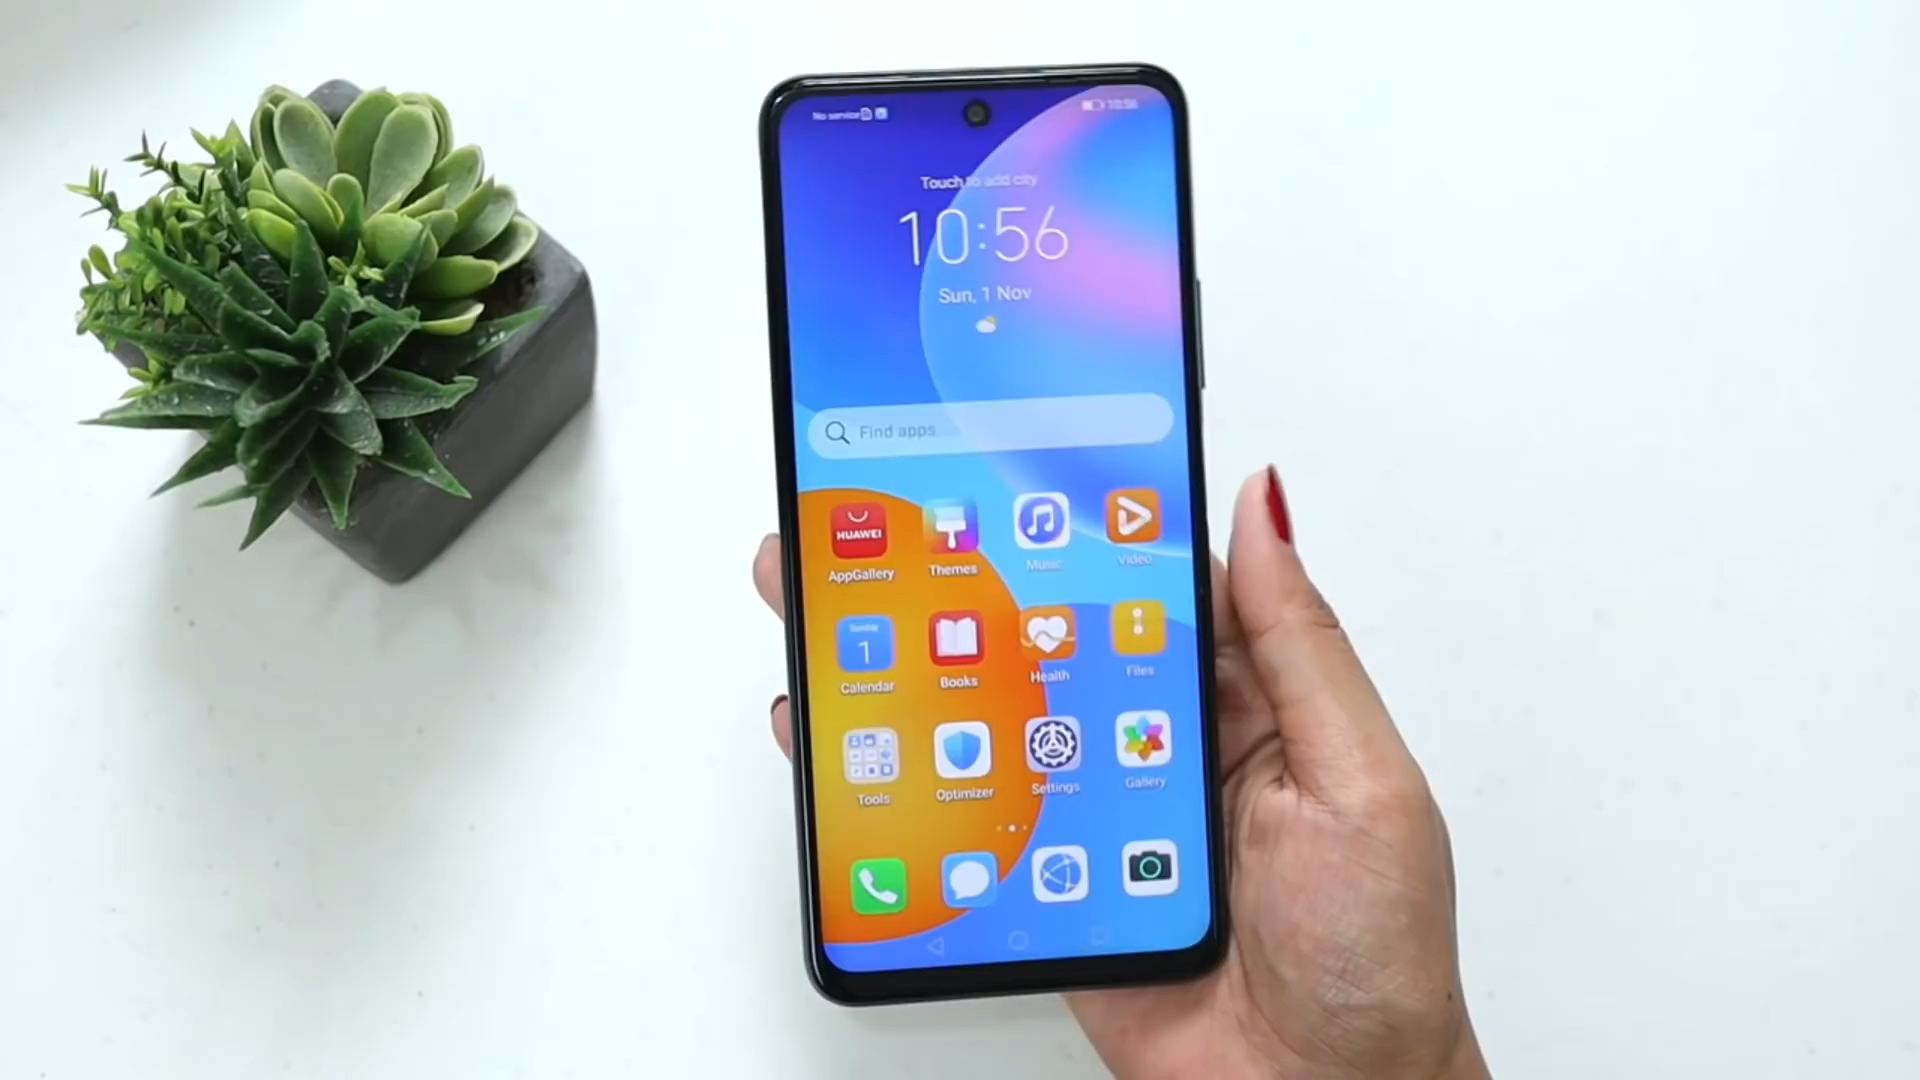 No service
10:56
Touch to add city
10:56
Sun, 1 Nov
Find apps
HUAWEI
AppGallery
Themes
Music
Video
Sunday
1
Calendar
Books
Health
Files
Tools
Optimizer
Settings
Gallery